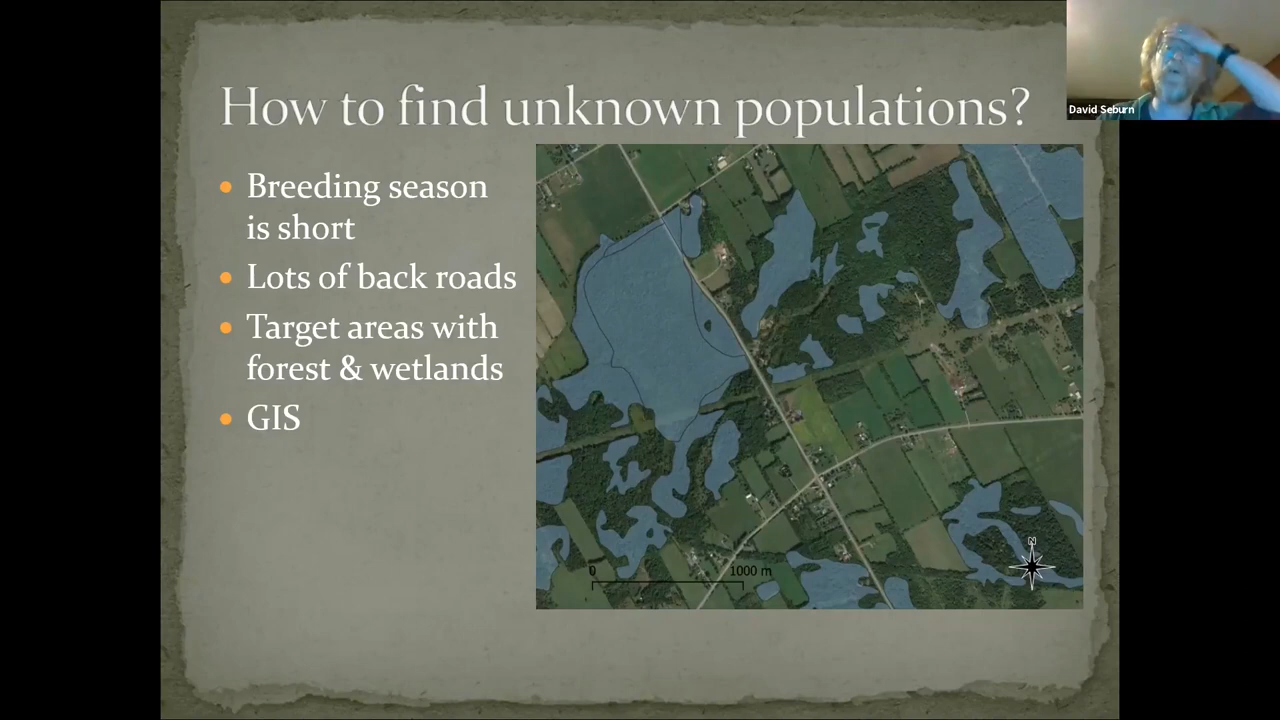 How to find unknown populations?
David Seburn
Breeding season
is short
Lots of back roads
Target areas with
forest & wetlands
GIS
N
0 1000 m